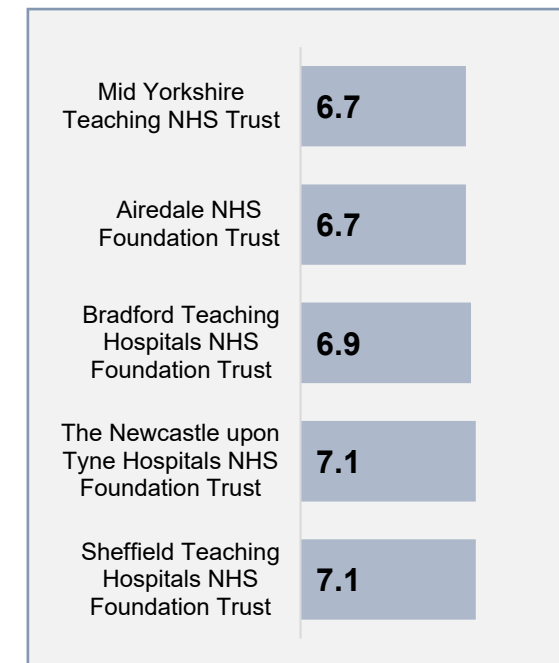 Mid Yorkshire
Teaching NHS Trust
6.7
Airedale NHS
Foundation Trust
6.7
Bradford Teaching
Hospitals NHS
Foundation Trust
6.9
The Newcastle upon
Tyne Hospitals NHS
Foundation Trust
7.1
Sheffield Teaching
Hospitals NHS
Foundation Trust
7.1